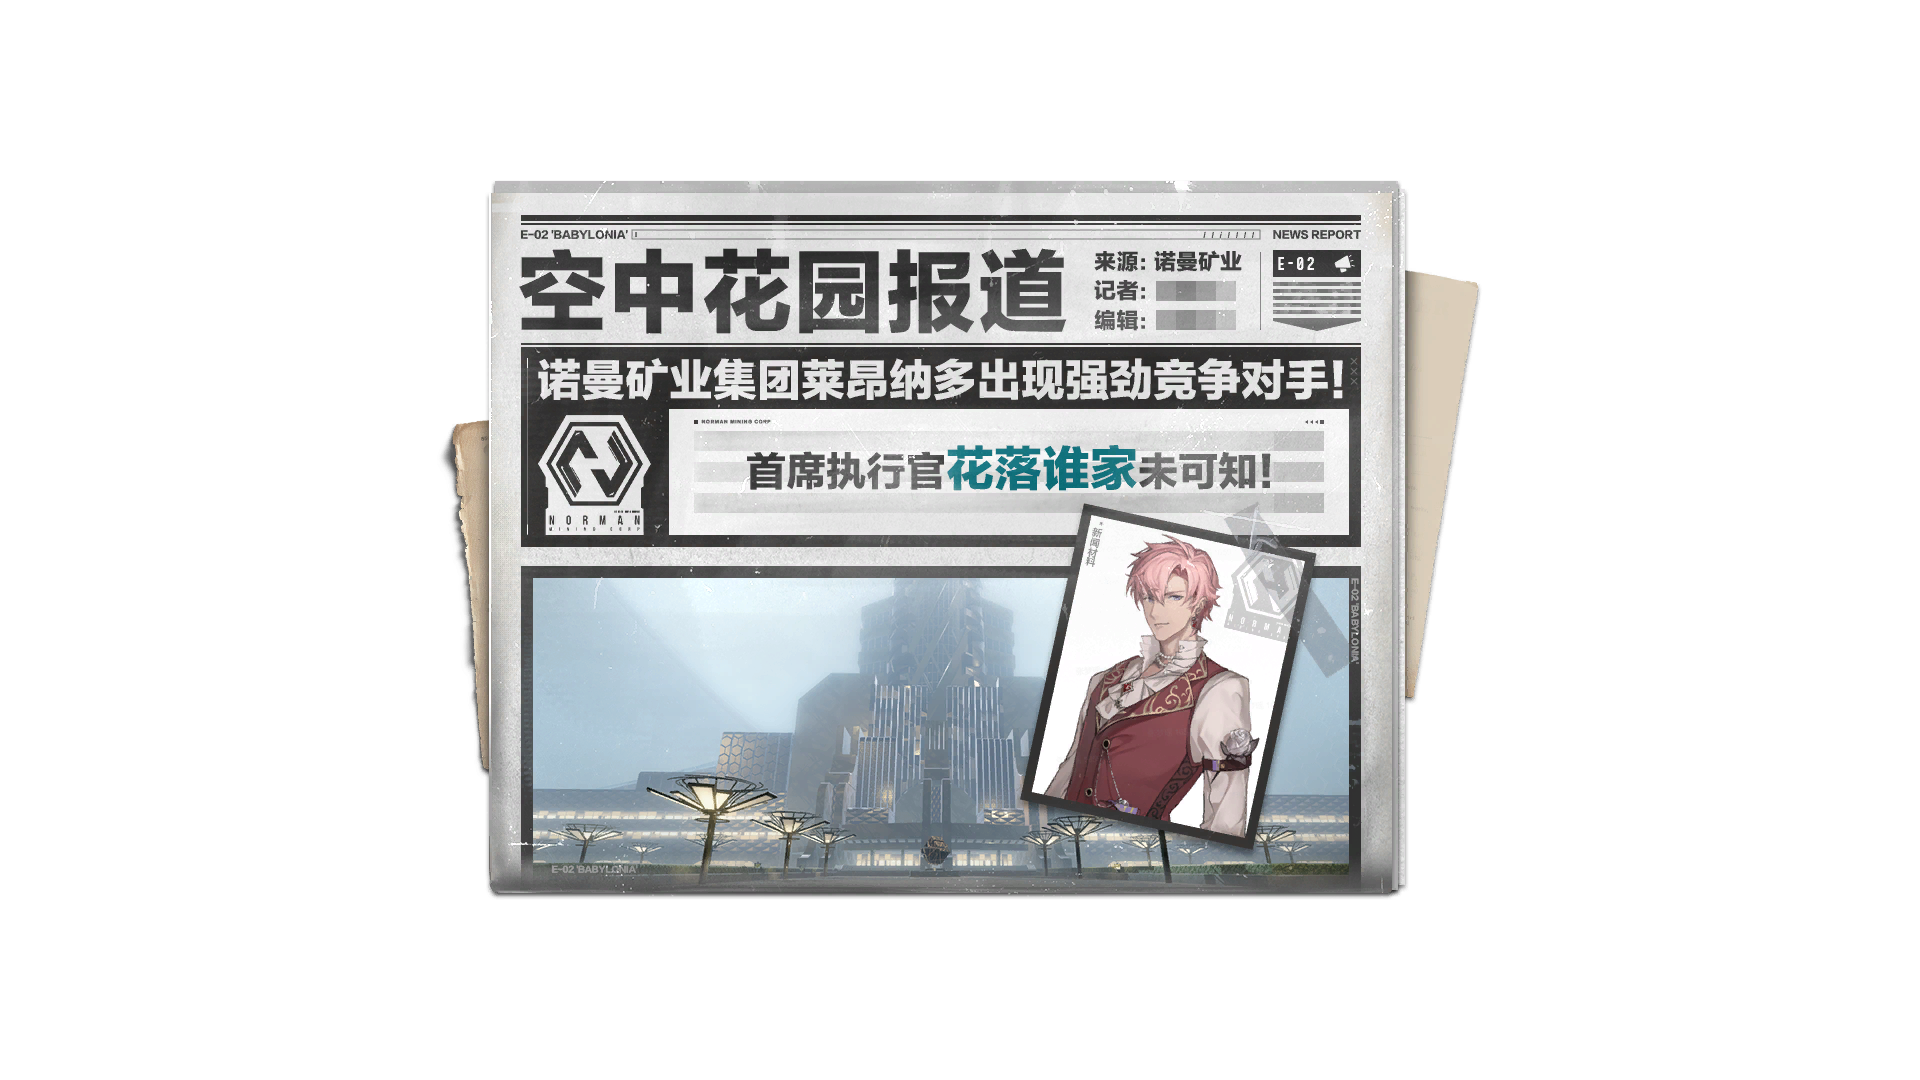 E-02 'BABYLONIA'
NEWS REPORT
空中花园报道
来源: 诺曼矿业
记者:
编辑:
E-02
诺曼矿业集团莱昂纳多出现强劲竞争对手!
NORMAN
MINING CORP
NORMAN MINING CORP
首席执行官花落谁家未可知!
新闻材料
NORMAN
E-02 'BABYLONIA'
E-02 'BABYLONIA'